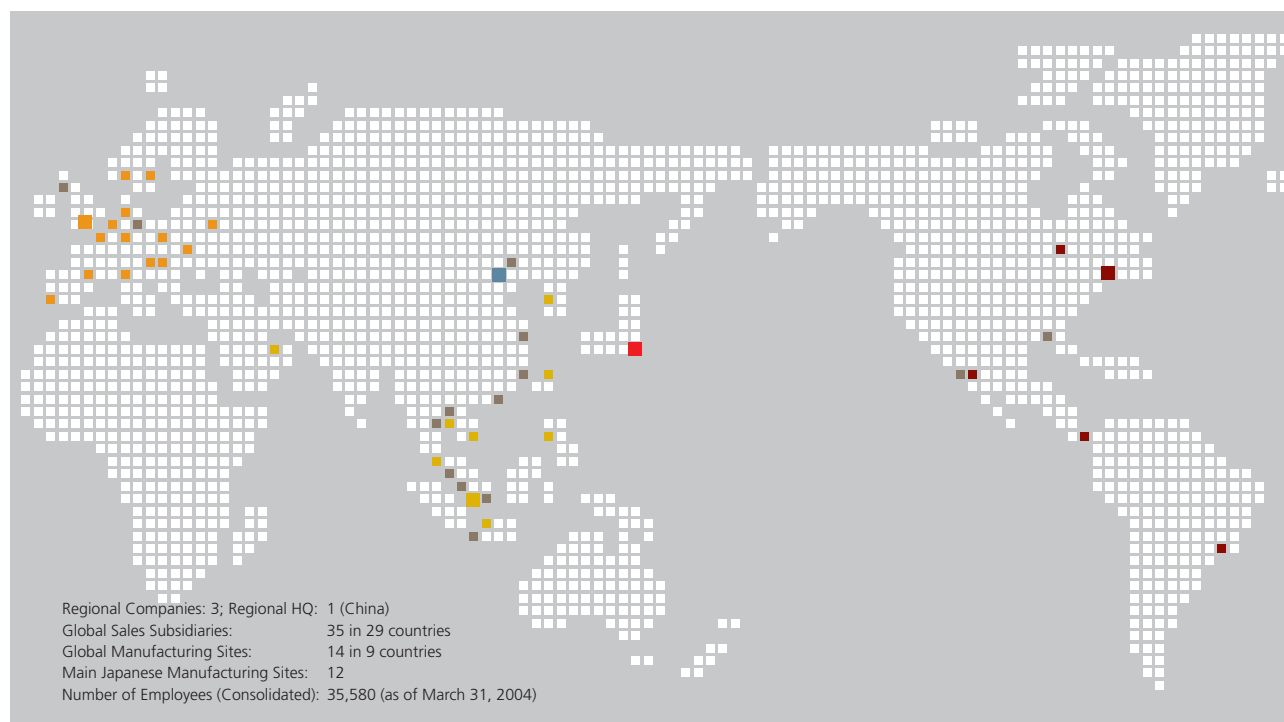 Regional Companies: 3; Regional HQ: 1 (China)
Global Sales Subsidiaries: 35 in 29 countries
Global Manufacturing Sites: 14 in 9 countries
Main Japanese Manufacturing Sites: 12
Number of Employees (Consolidated): 35,580 (as of March 31, 2004)